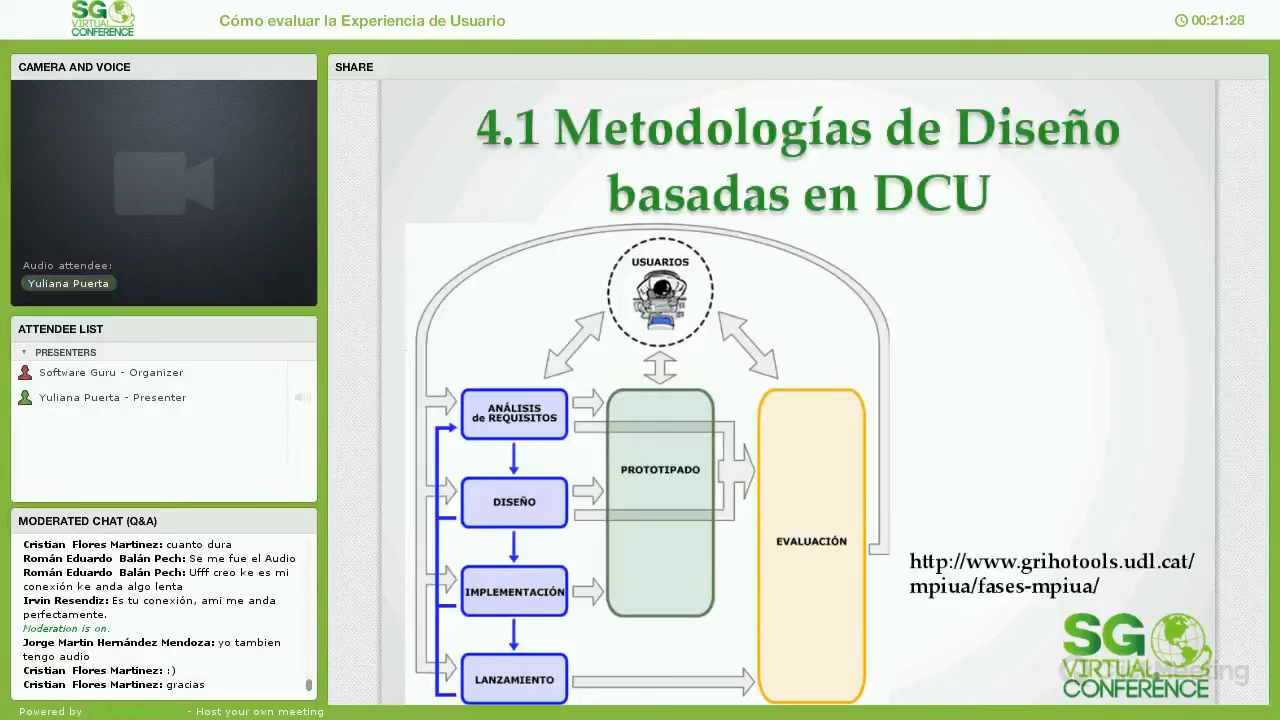 SG
VIRTUAL
CONFERENCE
Cómo evaluar la Experiencia de Usuario
00:21:28
CAMERA AND VOICE
Audio attendee:
Yuliana Puerta
ATTENDEE LIST
PRESENTERS
Software Guru - Organizer
Yuliana Puerta - Presenter
MODERATED CHAT (Q&A)
Cristian Flores Martinez: cuanto dura
Román Eduardo Balán Pech: Se me fue el Audio
Román Eduardo Balán Pech: Ufff creo ke es mi
conexión ke anda algo lenta
Irvin Resendiz: Es tu conexión, ami me anda
perfectamente.
Moderation is on.
Jorge Martin Hernández Mendoza: yo tambien
tengo audio
Cristian Flores Martinez: :)
Cristian Flores Martinez: gracias
Powered by
- Host your own meeting
SHARE
4.1 Metodologías de Diseño
basadas en DCU
USUARIOS
ANÁLISIS
de REQUISITOS
DISEÑO
IMPLEMENTACIÓN
LANZAMIENTO
PROTOTIPADO
EVALUACIÓN
http://www.grihotools.udl.cat/
mpiua/fases-mpiua/
SG
VIRTUAL
CONFERENCE